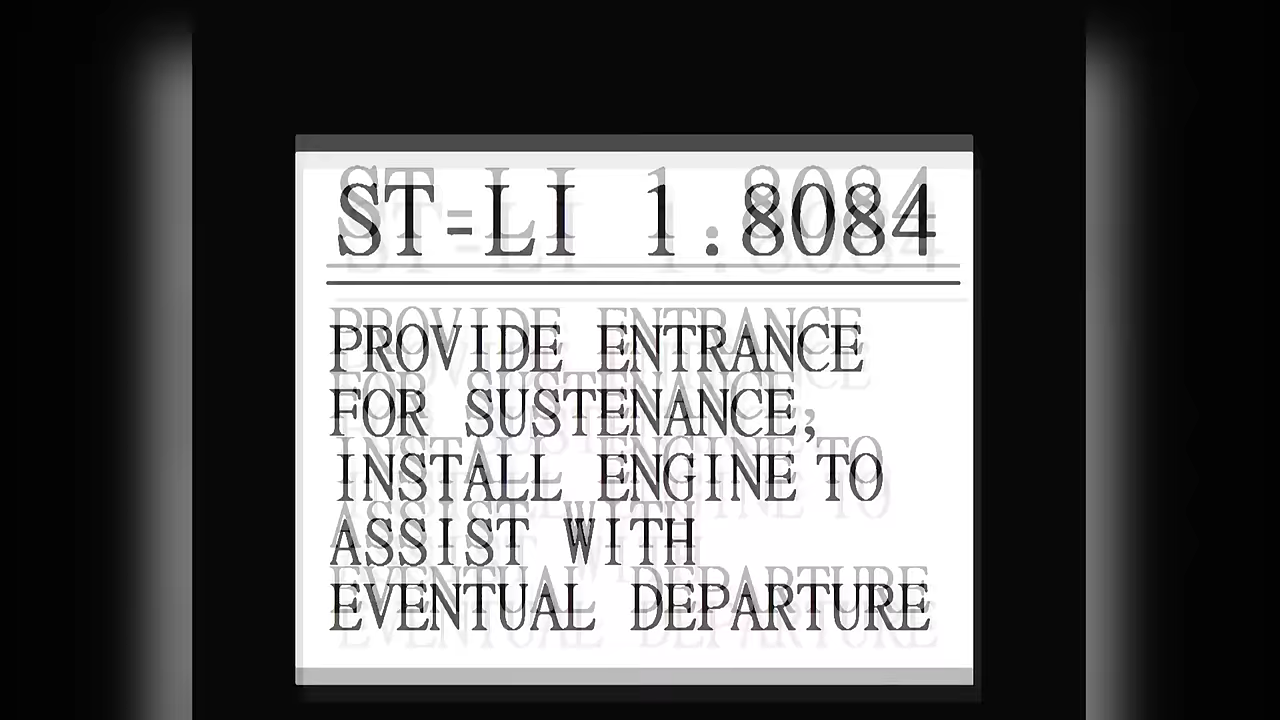 ST=LI 1.8084
PROVIDE ENTRANCE
FOR SUSTENANCE,
INSTALL ENGINE TO
ASSIST WITH
EVENTUAL DEPARTURE